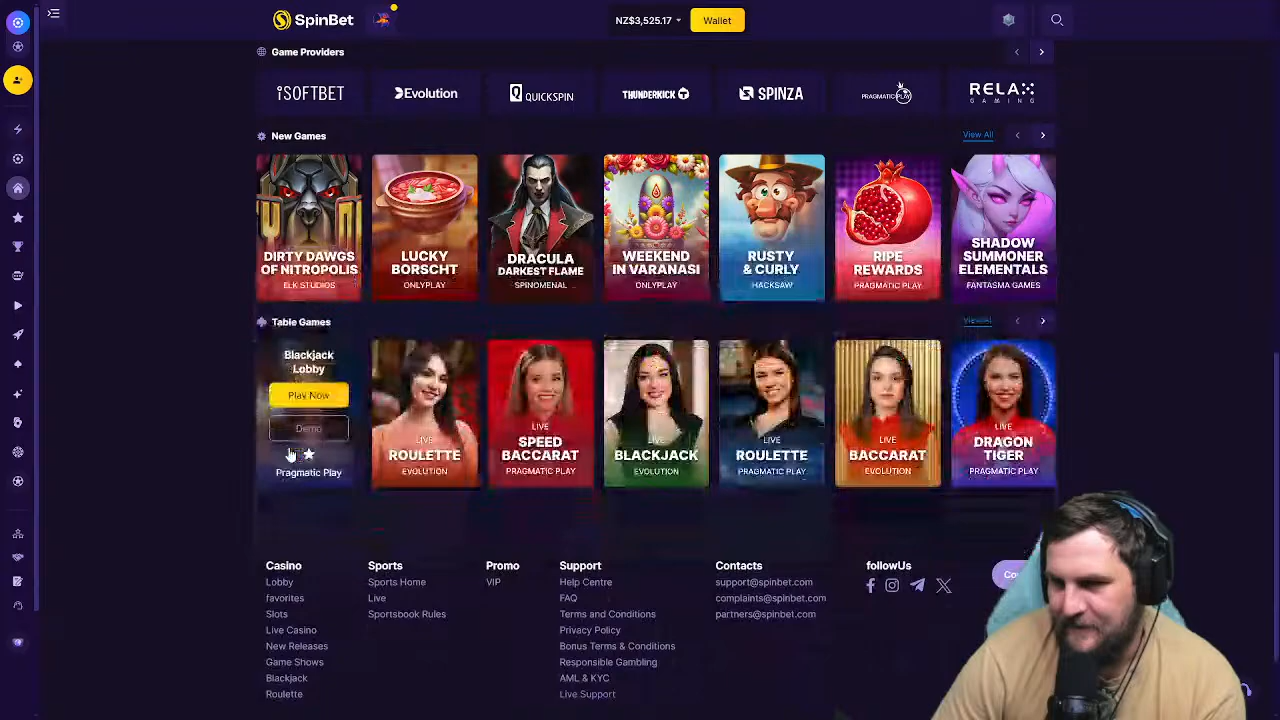 SpinBet
NZ$3,525.17
Wallet
Game Providers
iSOFTBET
Evolution
QUICKSPIN
THUNDERKICK
SPINZA
PRAGMATIC PLAY
RELAX
GAMING
New Games
View All
DIRTY DAWGS
OF NITROPOLIS
ELK STUDIOS
LUCKY
BORSCHT
ONLYPLAY
DRACULA
DARKEST FLAME
SPINOMENAL
WEEKEND
IN VARANASI
ONLYPLAY
RUSTY
& CURLY
HACKSAW
RIPE
REWARDS
PRAGMATIC PLAY
SHADOW
SUMMONER
ELEMENTALS
FANTASMA GAMES
Table Games
View All
Blackjack
Lobby
Play Now
Demo
Pragmatic Play
LIVE
ROULETTE
EVOLUTION
LIVE
SPEED
BACCARAT
PRAGMATIC PLAY
LIVE
BLACKJACK
EVOLUTION
LIVE
ROULETTE
PRAGMATIC PLAY
LIVE
BACCARAT
EVOLUTION
LIVE
DRAGON
TIGER
PRAGMATIC PLAY
Casino
Lobby
favorites
Slots
Live Casino
New Releases
Game Shows
Blackjack
Roulette
Sports
Sports Home
Live
Sportsbook Rules
Promo
VIP
Support
Help Centre
FAQ
Terms and Conditions
Privacy Policy
Bonus Terms & Conditions
Responsible Gambling
AML & KYC
Live Support
Contacts
support@spinbet.com
complaints@spinbet.com
partners@spinbet.com
followUs